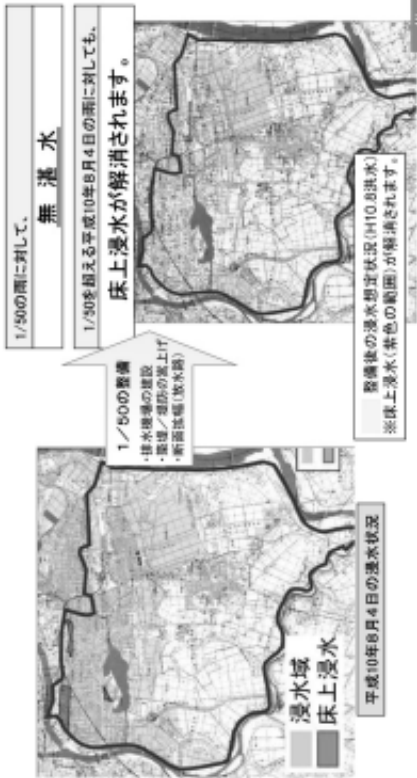 1/50の雨に対して、
無 湛 水
1/50を超える平成10年8月4日の雨に対しても、
床上浸水が解消されます。
1/50の整備
・排水機場の建設
・築堤/堤防の嵩上げ
・断面拡幅(放水路)
浸水域
床上浸水
平成10年8月4日の浸水状況
整備後の浸水想定状況(H10.8洪水)
※床上浸水(紫色の範囲)が解消されます。